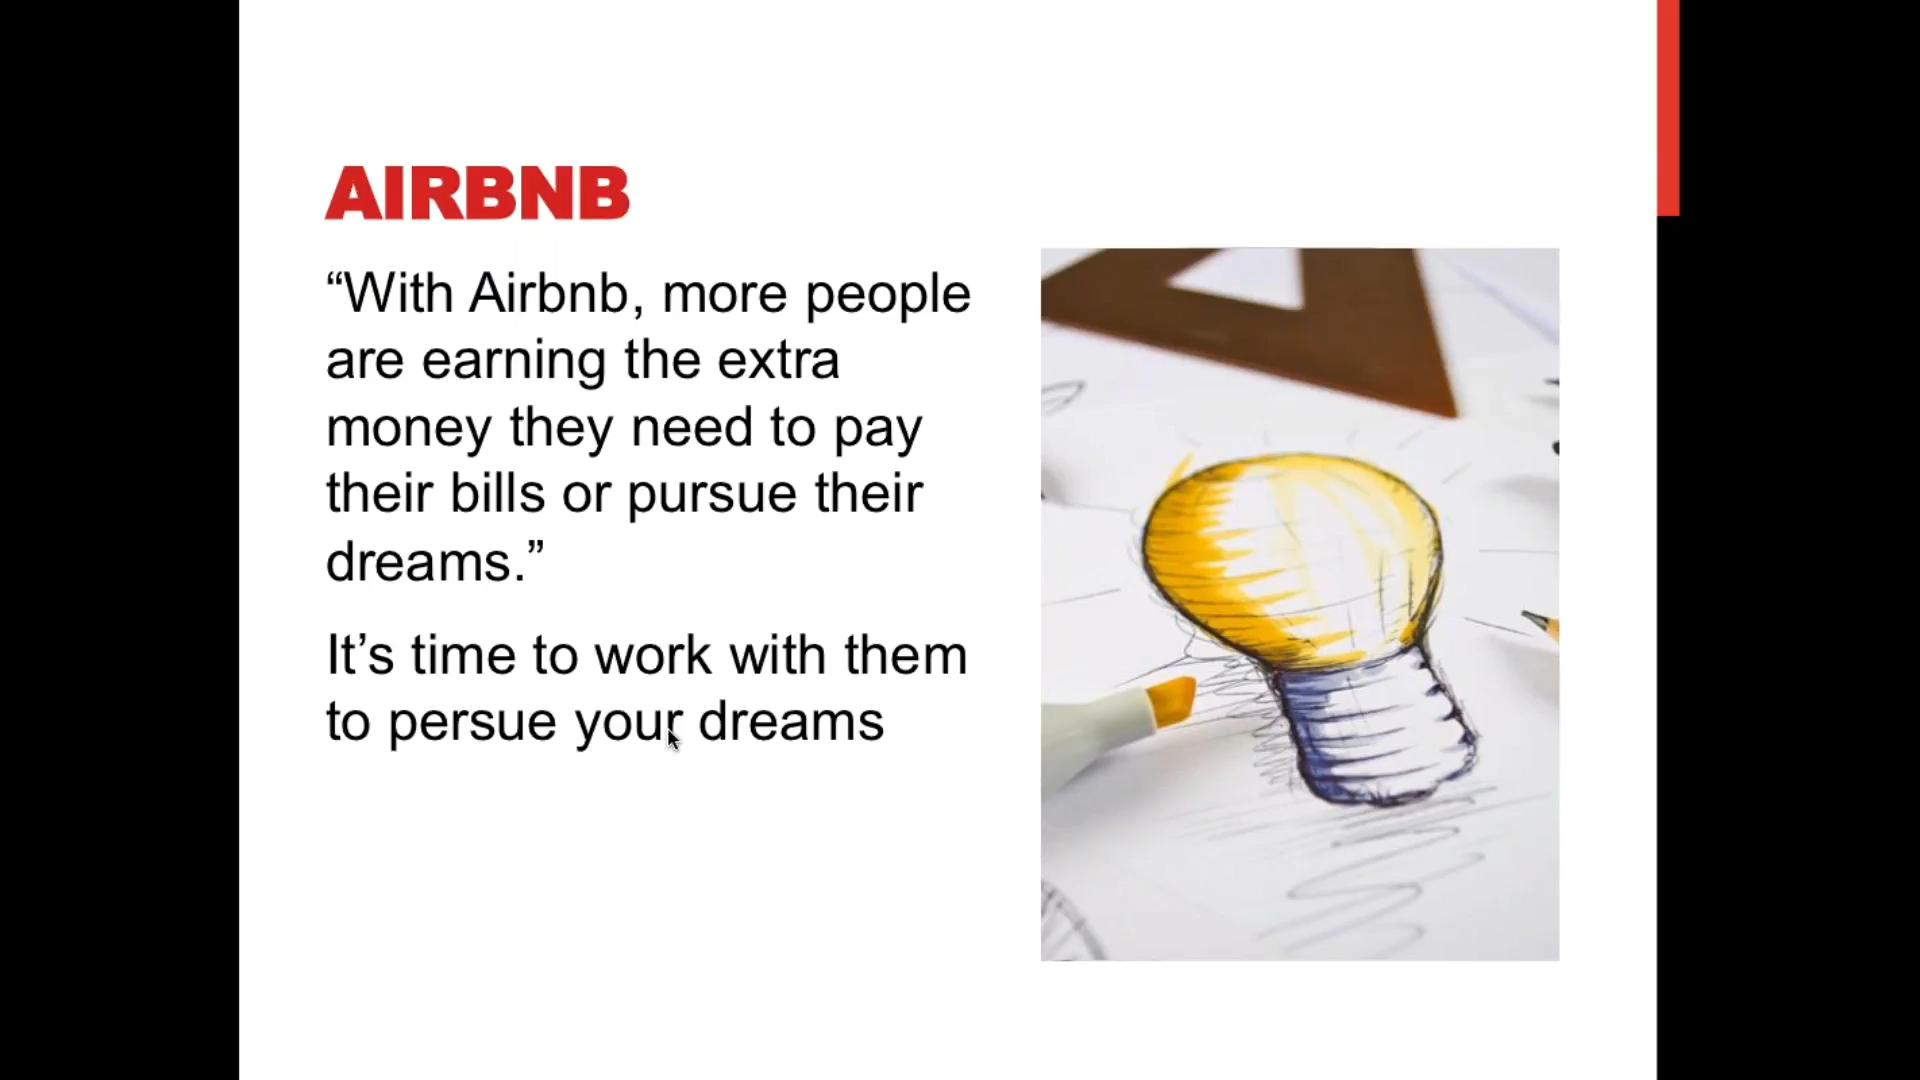 AIRBNB
“With Airbnb, more people
are earning the extra
money they need to pay
their bills or pursue their
dreams.”
It’s time to work with them
to persue your dreams